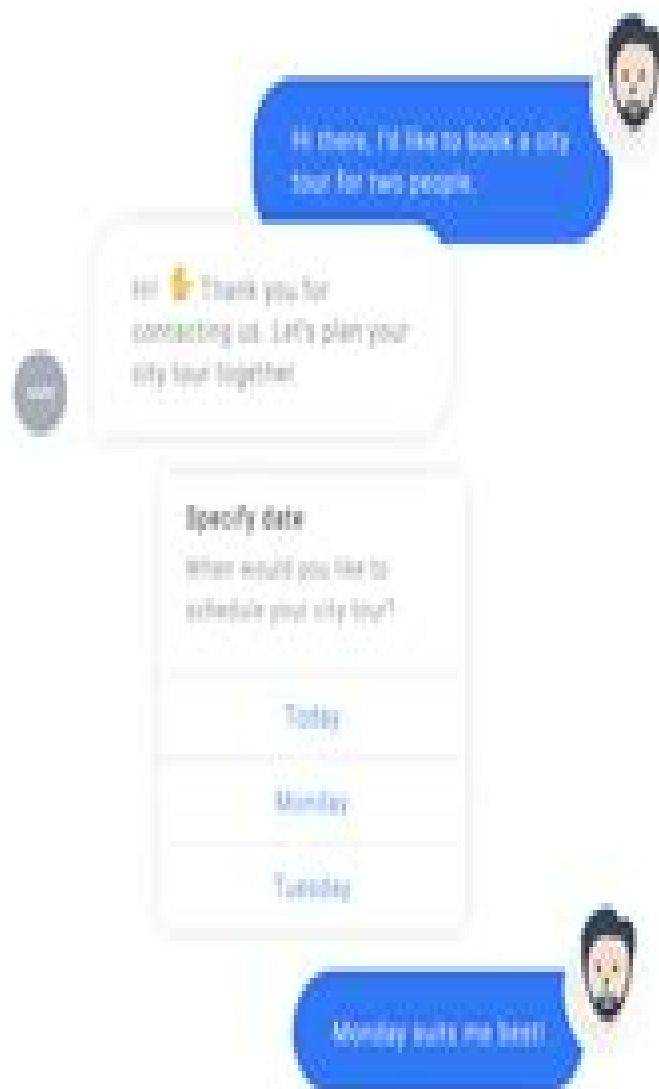 Hi there, I'd like to book a city
tour for two people.
Hi! Thank you for
contacting us. Let's plan your
city tour together.
Specify date
When would you like to
schedule your city tour?
Today
Monday
Tuesday
Monday suits me best!